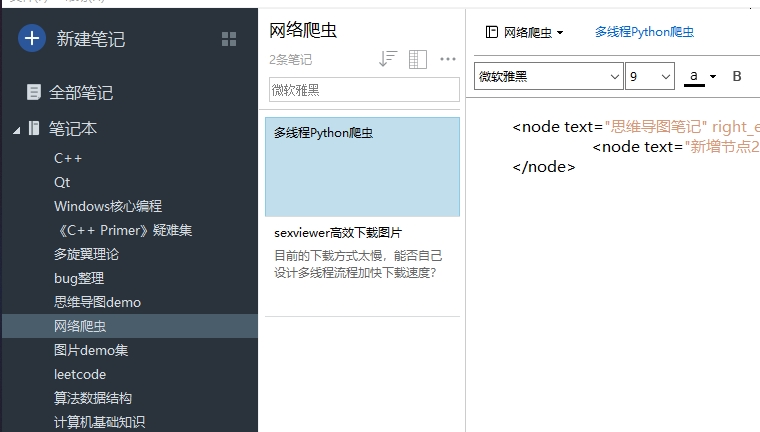 新建笔记
全部笔记
笔记本
C++
Qt
Windows核心编程
《C++ Primer》疑难集
多旋翼理论
bug整理
思维导图demo
网络爬虫
图片demo集
leetcode
算法数据结构
计算机基础知识
网络爬虫
2条笔记
微软雅黑
多线程Python爬虫
sexviewer高效下载图片
目前的下载方式太慢，能否自己
设计多线程流程加快下载速度？
网络爬虫 多线程Python爬虫
微软雅黑 9 a B
<node text="思维导图笔记" right_e
<node text="新增节点2
</node>